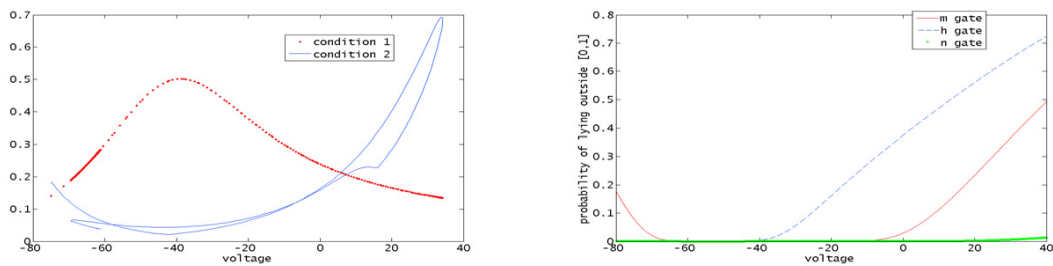 0.7
0.6
0.5
0.4
0.3
0.2
0.1
0
-80 -60 -40 -20 0 20 40
voltage
condition 1
condition 2
0.8
0.7
0.6
0.5
0.4
0.3
0.2
0.1
0
-80 -60 -40 -20 0 20 40
voltage
probability of lying outside [0,1]
m gate
h gate
n gate